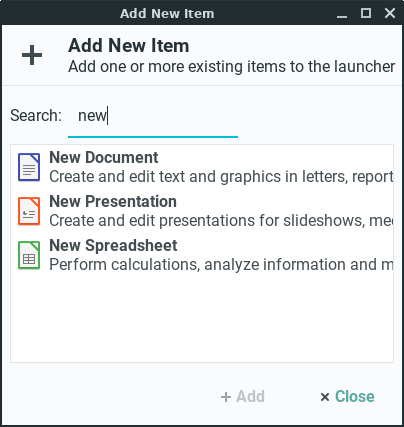 Add New Item
Add New Item
Add one or more existing items to the launcher
Search: new
New Document
Create and edit text and graphics in letters, report
New Presentation
Create and edit presentations for slideshows, me
New Spreadsheet
Perform calculations, analyze information and m
+ Add
× Close